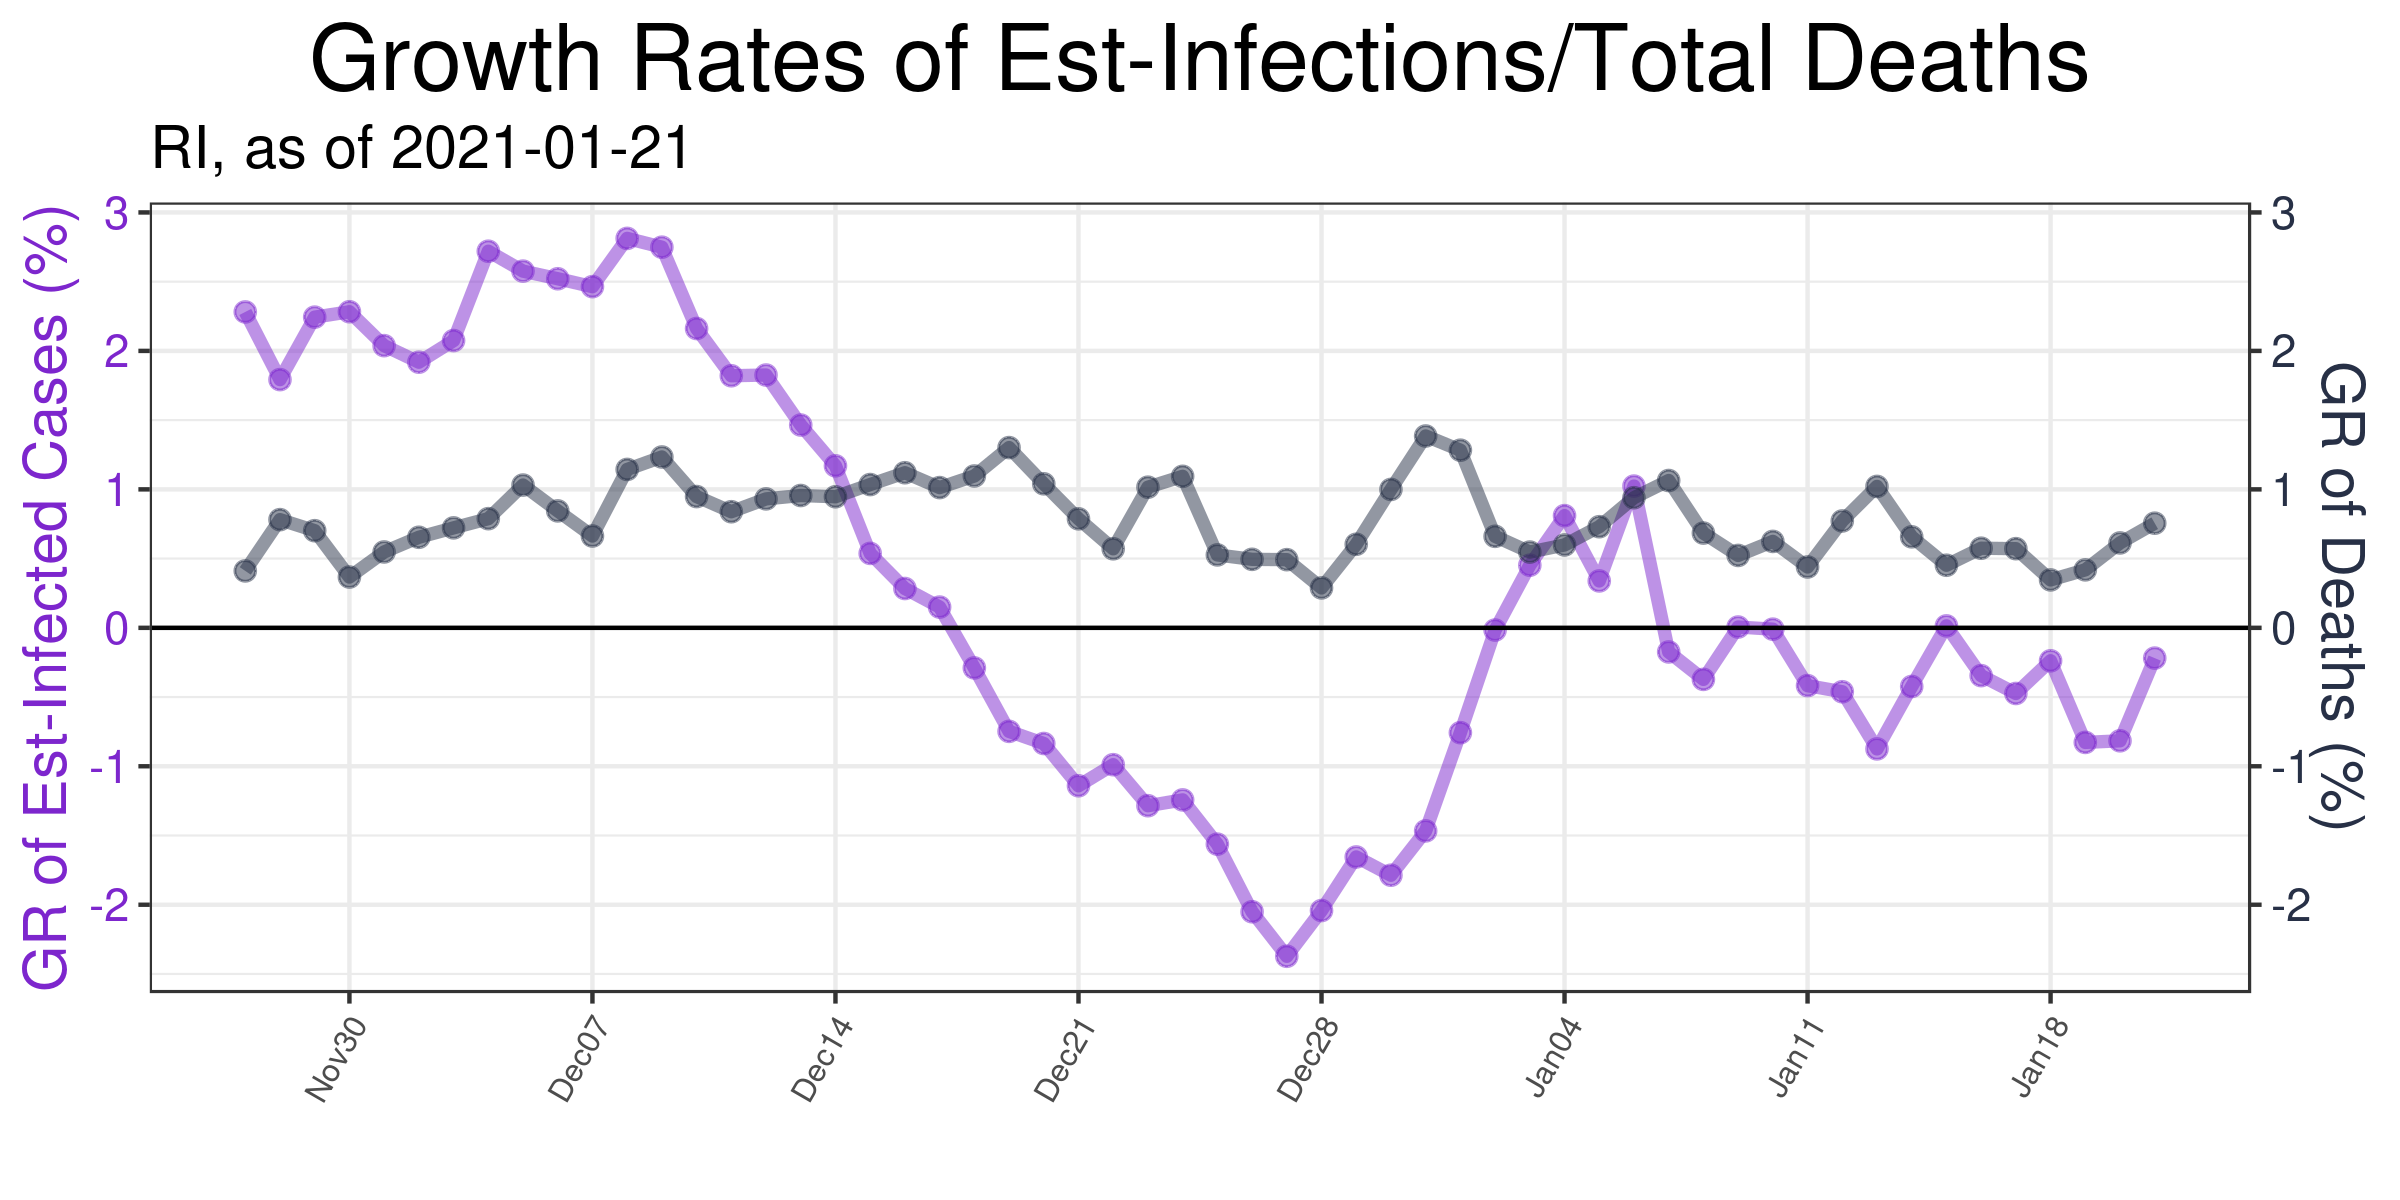 Growth Rates of Est-Infections/Total Deaths
RI, as of 2021-01-21
GR of Est-Infected Cases (%)
3
2
1
0
-1
-2
3
2
1
0
-1
-2
GR of Deaths (%)
Nov30
Dec07
Dec14
Dec21
Dec28
Jan04
Jan11
Jan18